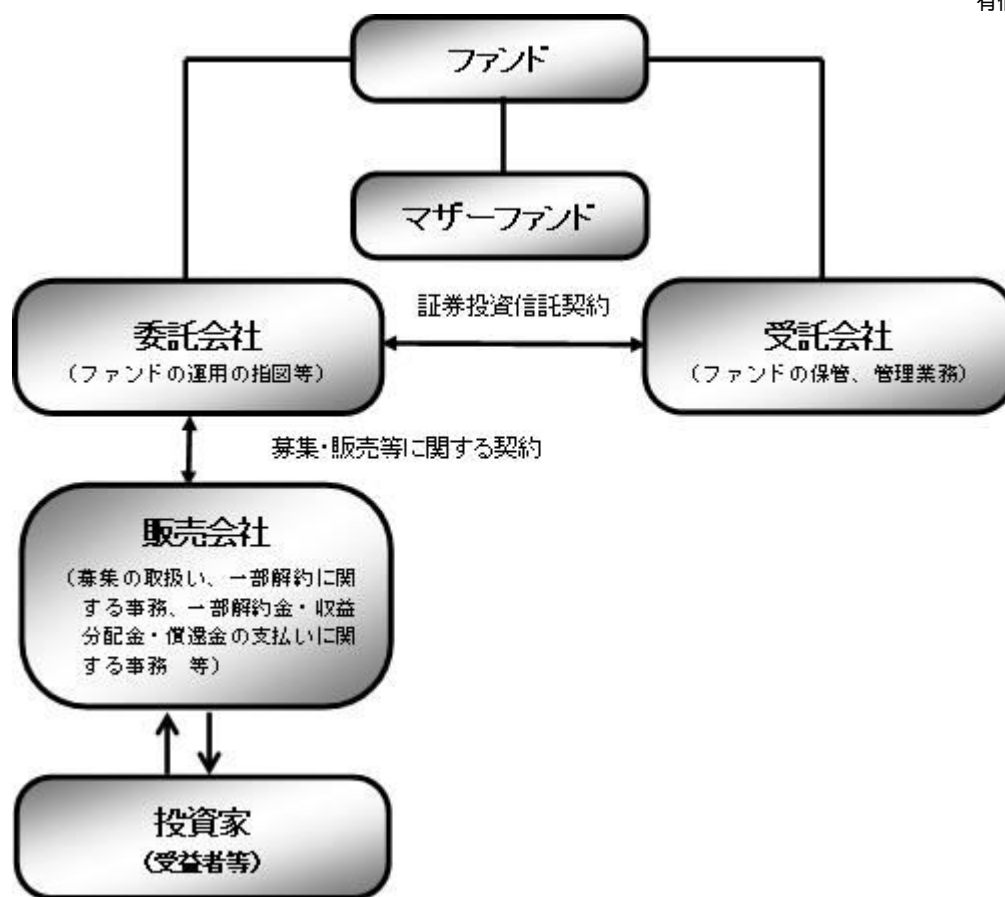 ファンド
マザーファンド
証券投資信託契約
委託会社
（ファンドの運用の指図等）
受託会社
（ファンドの保管、管理業務）
募集・販売等に関する契約
販売会社
（募集の取扱い、一部解約に関
する事務、一部解約金・収益
分配金・償還金の支払いに関
する事務　等）
投資家
（受益者等）